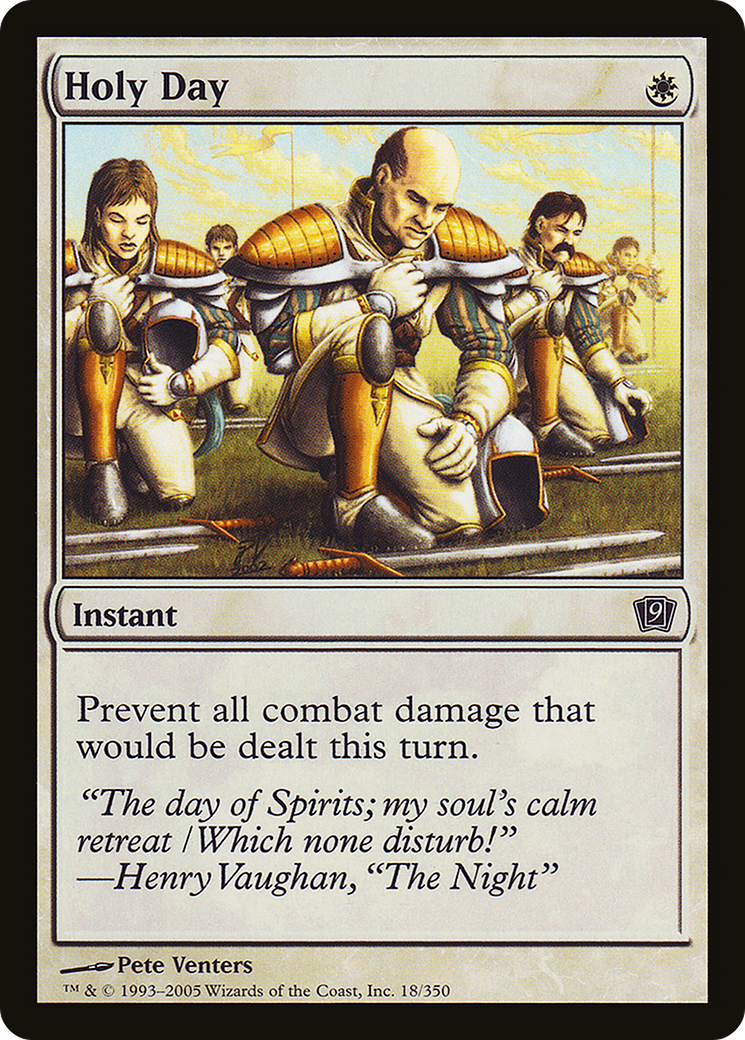 Holy Day
Instant
9
Prevent all combat damage that
would be dealt this turn.
“The day of Spirits; my soul’s calm
retreat / Which none disturb!”
—Henry Vaughan, “The Night”
Pete Venters
™ & © 1993–2005 Wizards of the Coast, Inc. 18/350